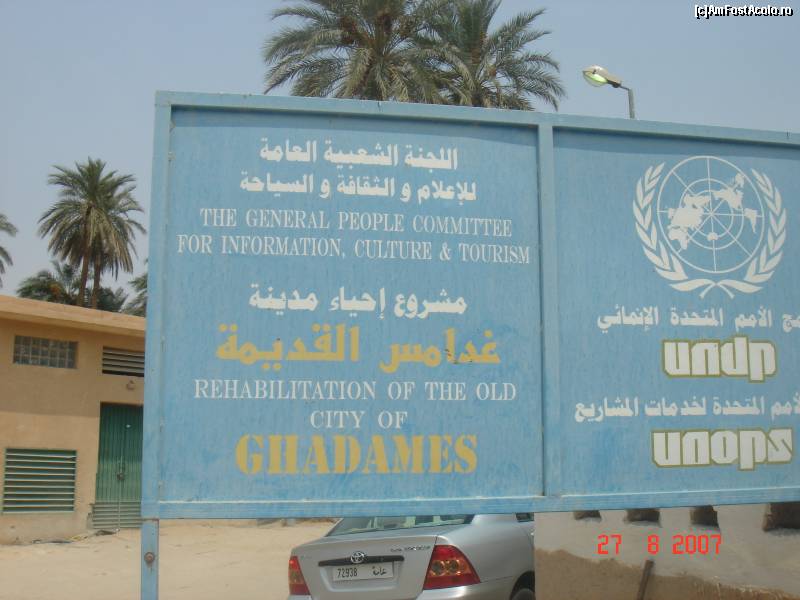 [c]AmFostAcolo.ro
اللجنة الشعبية العامة
للإعلام و الثقافة و السياحة
THE GENERAL PEOPLE COMMITTEE
FOR INFORMATION, CULTURE & TOURISM
مشروع إحياء مدينة
غدامس القديمة
REHABILITATION OF THE OLD
CITY OF
GHADAMES
الأمم المتحدة الإنمائي
undp
المتحدة لخدمات المشاريع
unops
72938
27 8 2007